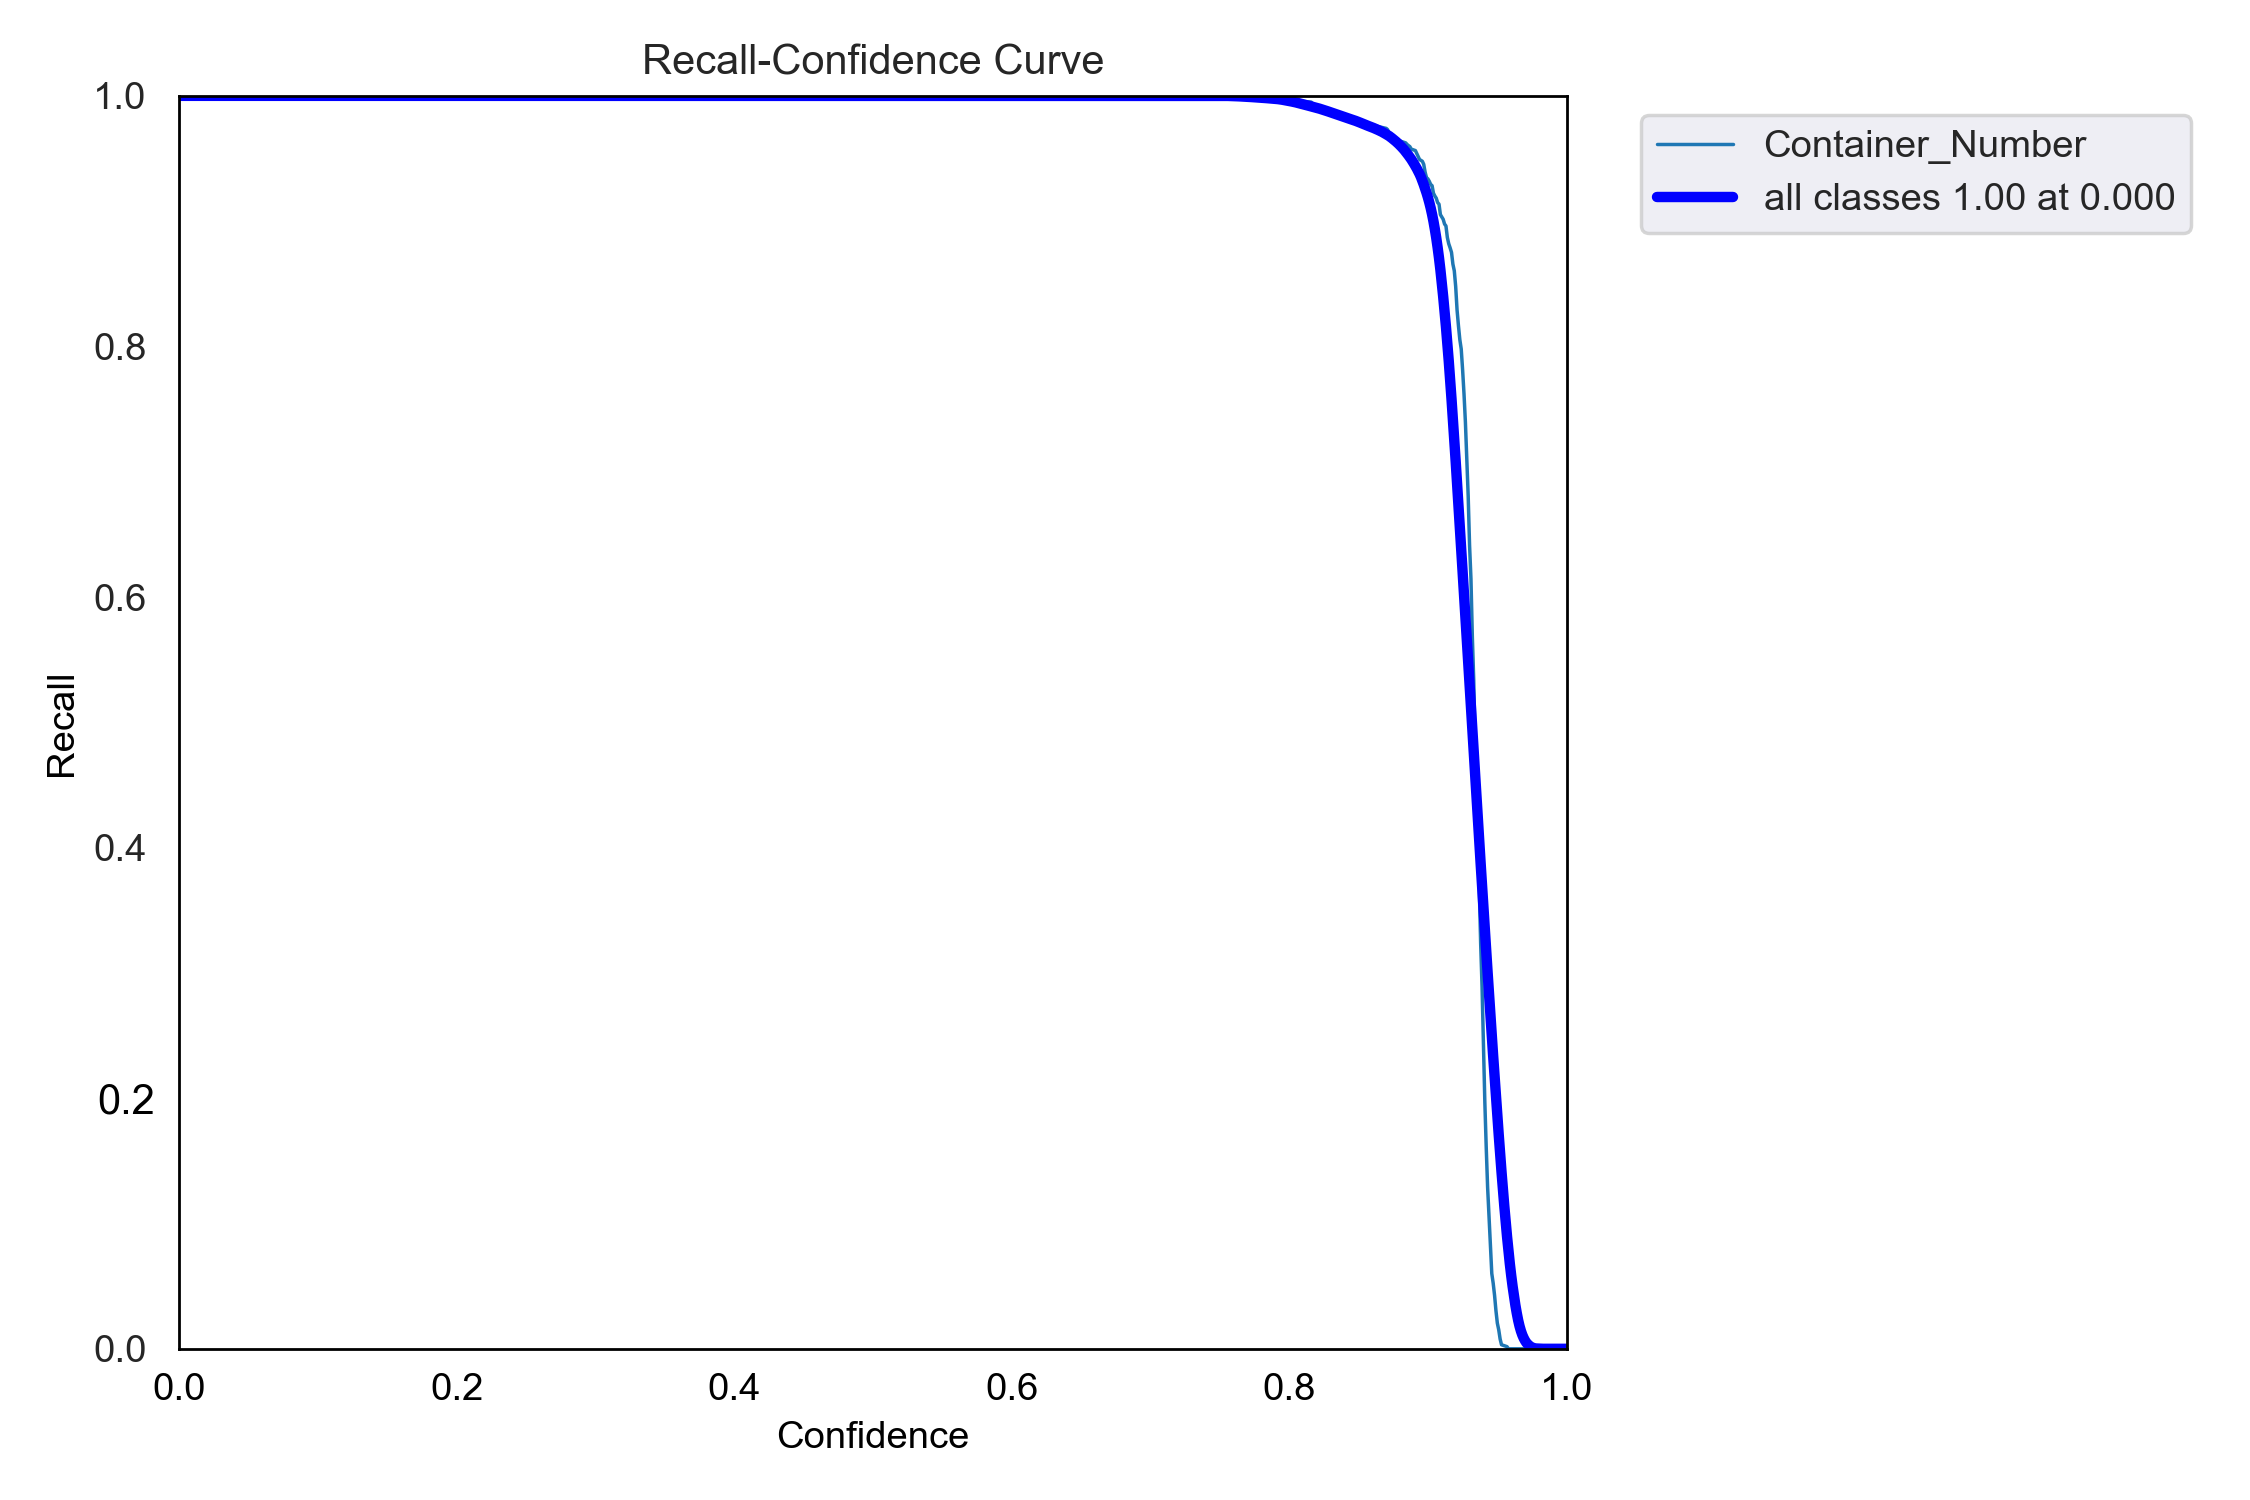 Recall-Confidence Curve
1.0
0.8
0.6
0.4
0.2
0.0
Recall
0.0 0.2 0.4 0.6 0.8 1.0
Confidence
Container_Number
all classes 1.00 at 0.000